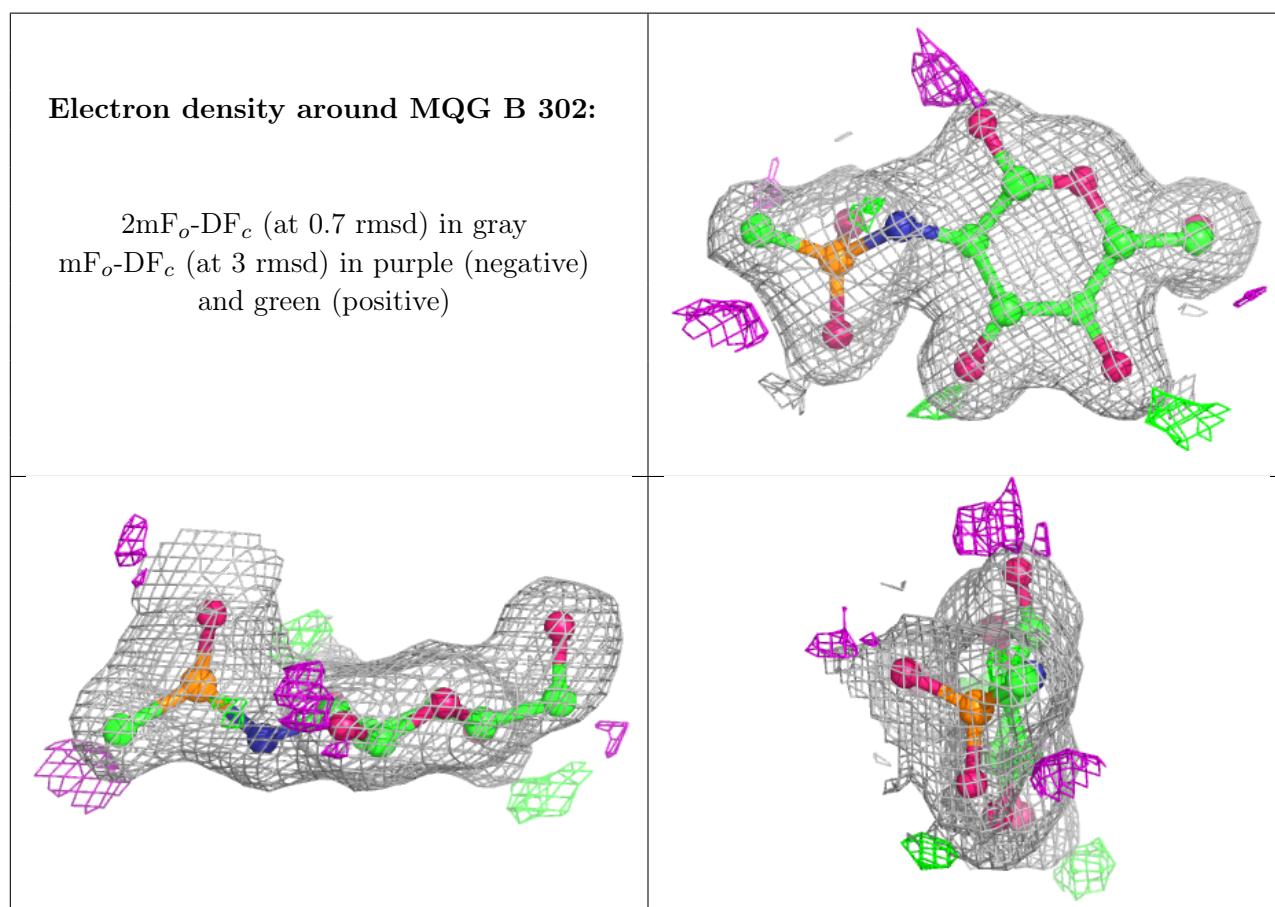 Electron density around MQG B 302:
2mFo-DFc (at 0.7 rmsd) in gray
mFo-DFc (at 3 rmsd) in purple (negative)
and green (positive)